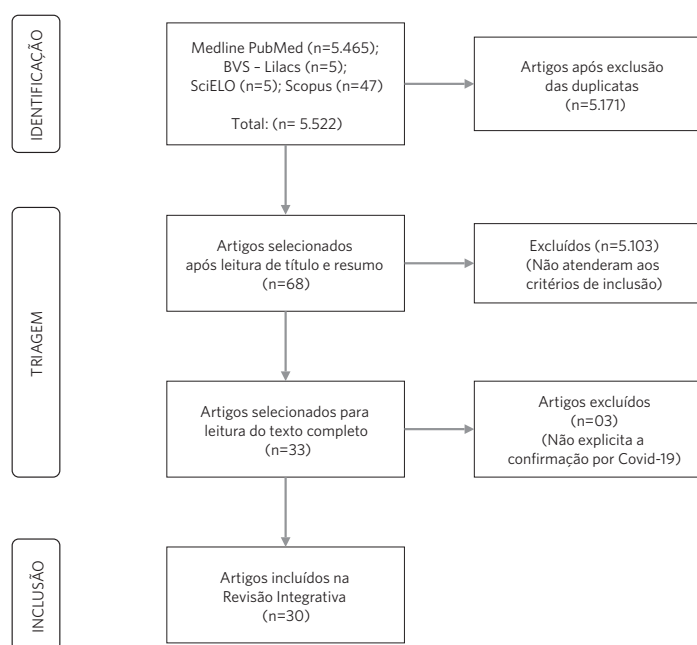 IDENTIFICAÇÃO
Medline PubMed (n=5.465);
BVS – Lilacs (n=5);
SciELO (n=5); Scopus (n=47)
Total: (n= 5.522)
Artigos após exclusão
das duplicatas
(n=5.171)
TRIAGEM
Artigos selecionados
após leitura de título e resumo
(n=68)
Excluídos (n=5.103)
(Não atenderam aos
critérios de inclusão)
Artigos selecionados para
leitura do texto completo
(n=33)
Artigos excluídos
(n=03)
(Não explicita a
confirmação por Covid-19)
INCLUSÃO
Artigos incluídos na
Revisão Integrativa
(n=30)